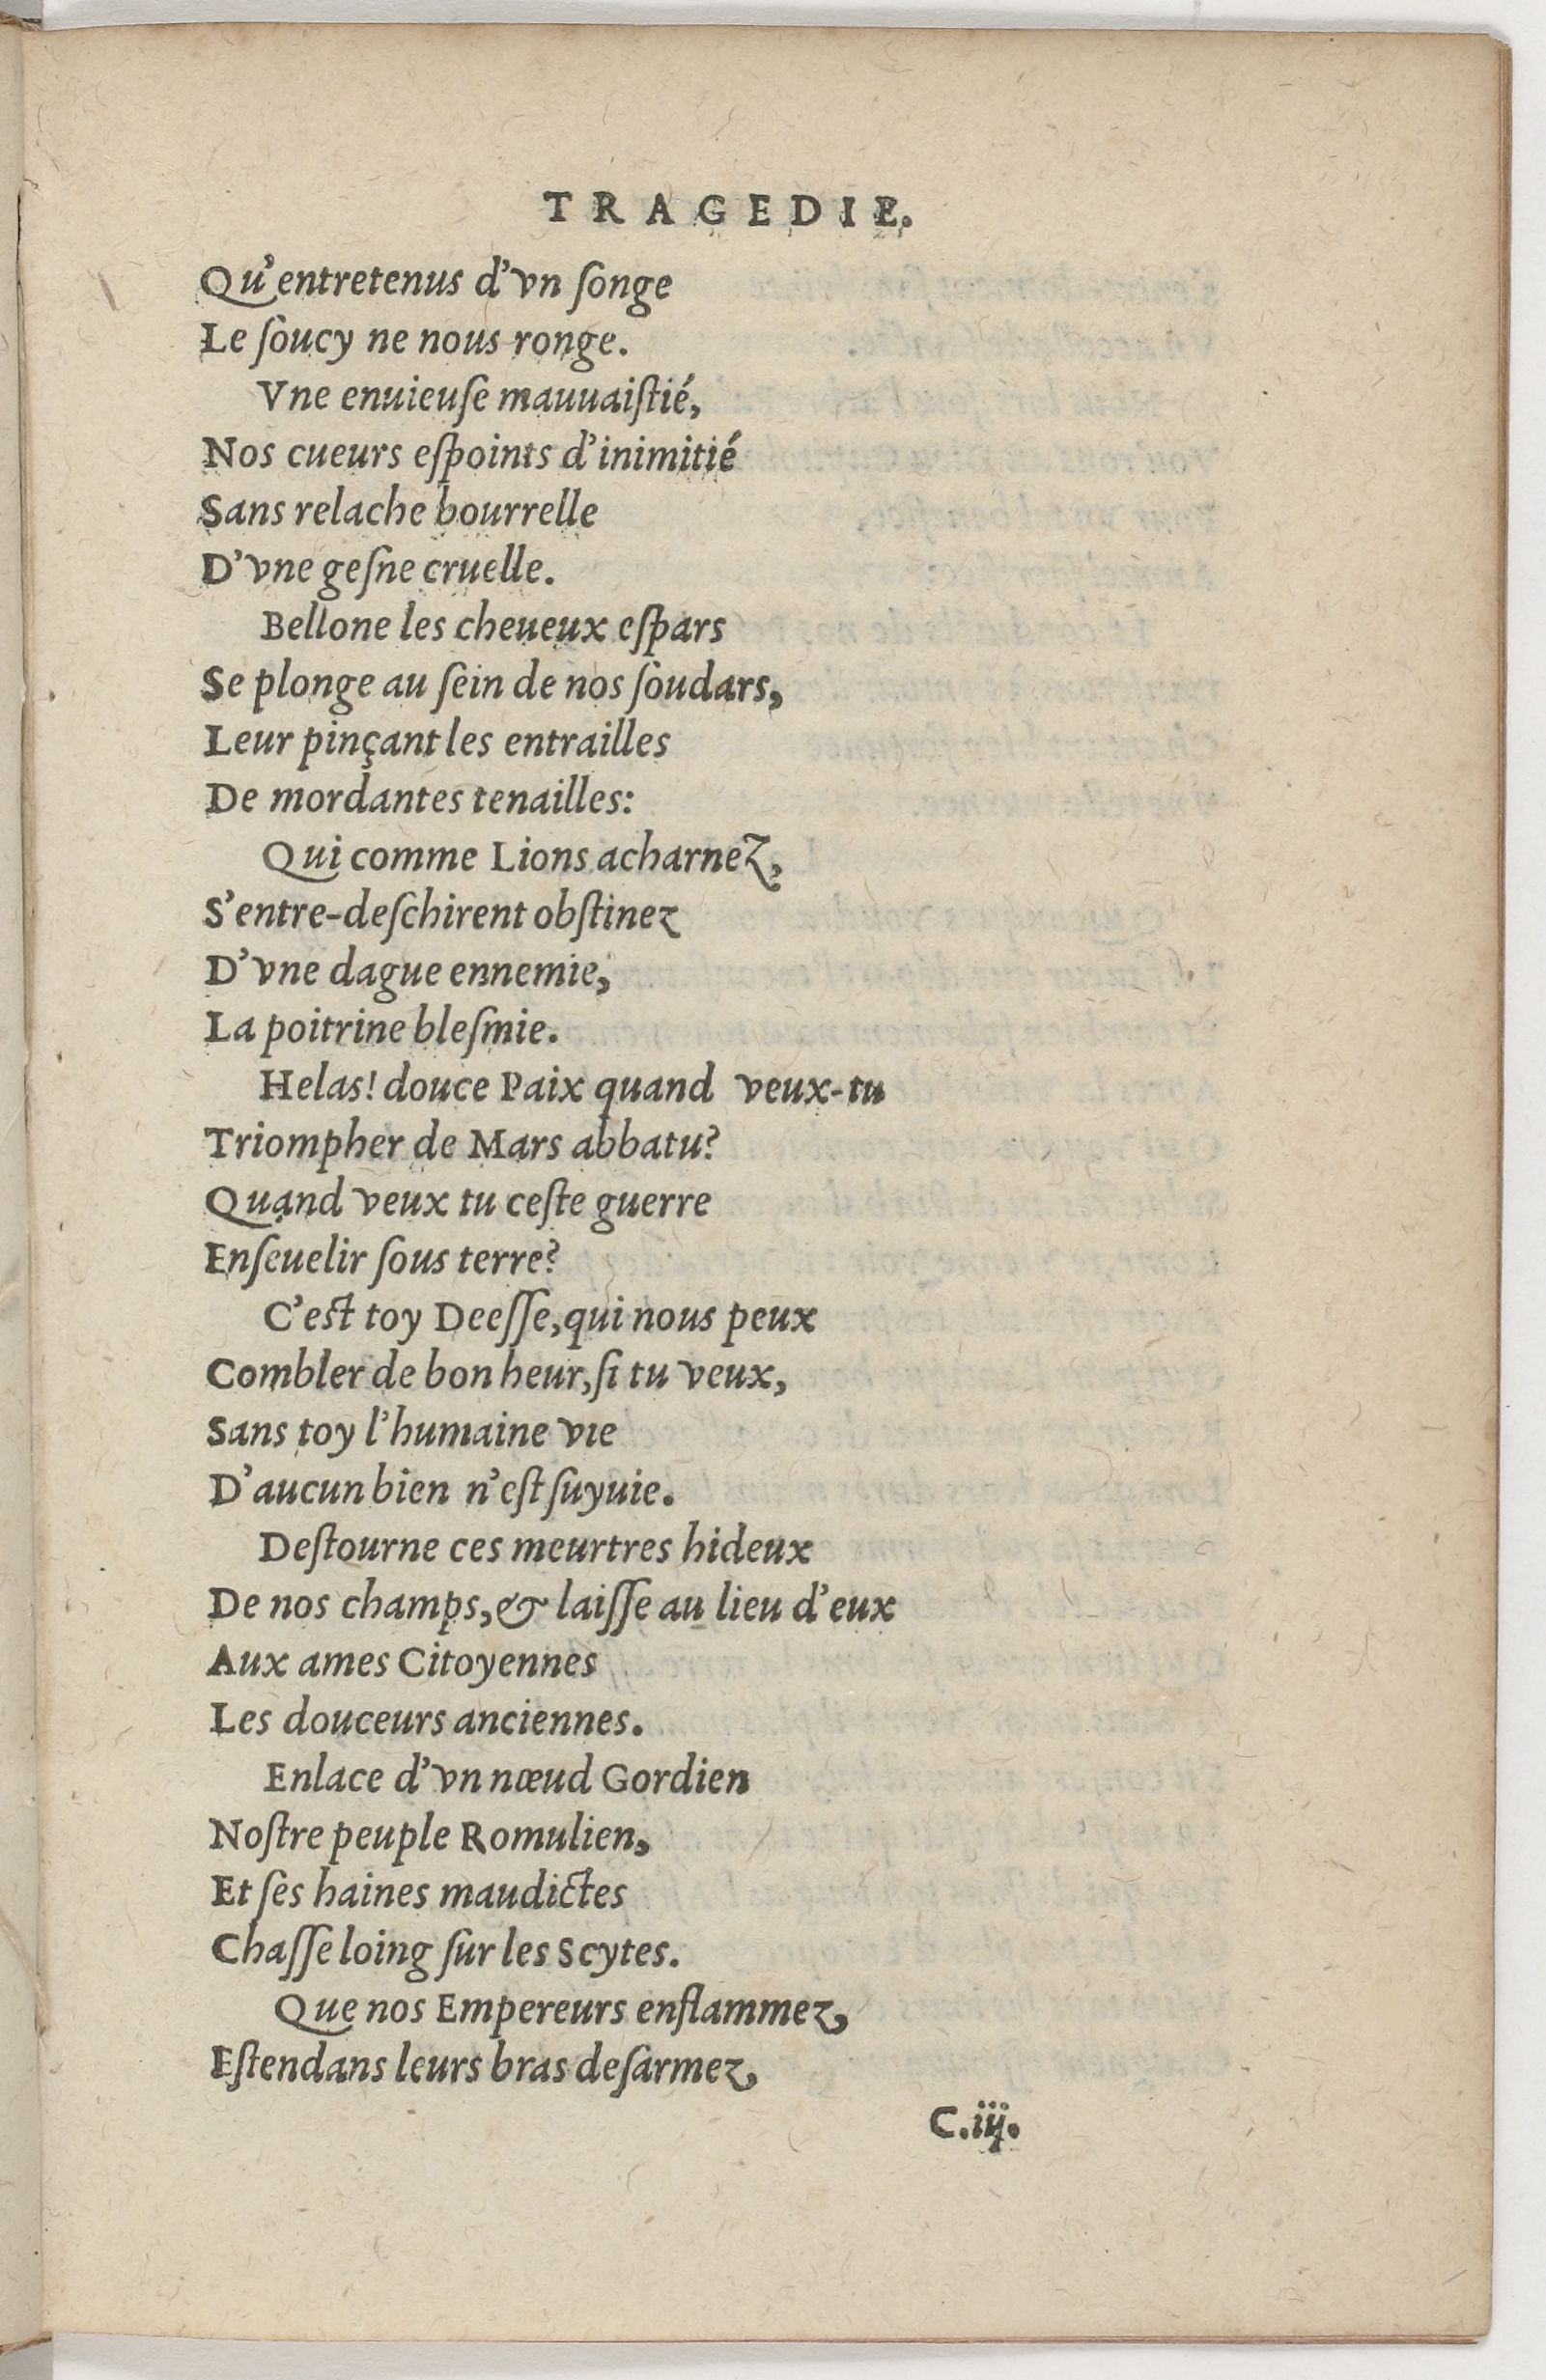 TRAGEDIE.
Qu'entretenus d'vn ſonge
Le ſoucy ne nous ronge.
Vne enuieuſe mauuaiſtié,
Nos cueurs eſpoints d'inimitié
Sans relache bourrelle
D'vne geſne cruelle.
Bellone les cheueux eſpars
Se plonge au ſein de nos ſoudars,
Leur pinçant les entrailles
De mordantes tenailles:
Qui comme Lions acharnez,
S'entre-deſchirent obſtinez
D'vne dague ennemie,
La poitrine bleſmie.
Helas! douce Paix quand veux-tu
Triompher de Mars abbatu?
Quand veux tu ceſte guerre
Enſeuelir ſous terre?
C'eſt toy Deeſſe, qui nous peux
Combler de bon heur, ſi tu veux,
Sans toy l'humaine vie
D'aucun bien n'eſt ſuyuie.
Deſtourne ces meurtres hideux
De nos champs, & laiſſe au lieu d'eux
Aux ames Citoyennes
Les douceurs anciennes.
Enlace d'vn nœud Gordien
Noſtre peuple Romulien,
Et ſes haines maudictes
Chaſſe loing ſur les Scytes.
Que nos Empereurs enflammez,
Eſtendans leurs bras deſarmez,
C.iij.